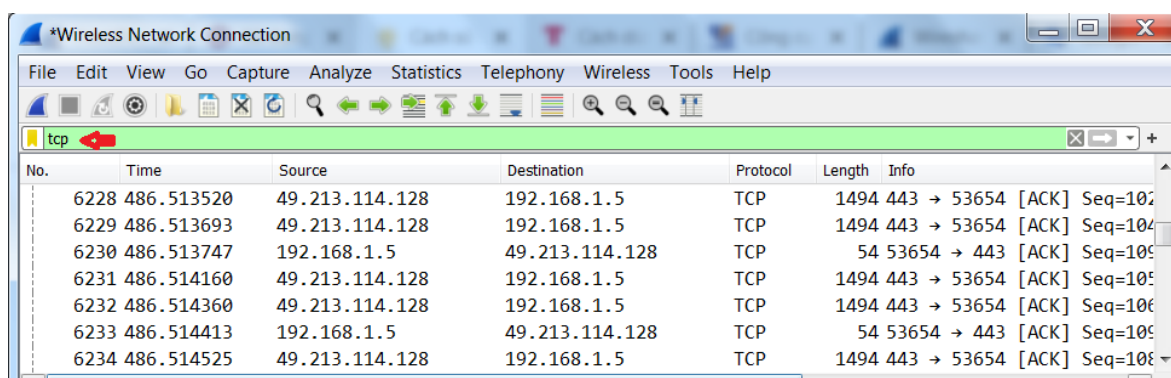 *Wireless Network Connection
File Edit View Go Capture Analyze Statistics Telephony Wireless Tools Help
tcp
No. Time Source Destination Protocol Length Info
6228 486.513520 49.213.114.128 192.168.1.5 TCP 1494 443 → 53654 [ACK] Seq=102
6229 486.513693 49.213.114.128 192.168.1.5 TCP 1494 443 → 53654 [ACK] Seq=104
6230 486.513747 192.168.1.5 49.213.114.128 TCP 54 53654 → 443 [ACK] Seq=109
6231 486.514160 49.213.114.128 192.168.1.5 TCP 1494 443 → 53654 [ACK] Seq=105
6232 486.514360 49.213.114.128 192.168.1.5 TCP 1494 443 → 53654 [ACK] Seq=106
6233 486.514413 192.168.1.5 49.213.114.128 TCP 54 53654 → 443 [ACK] Seq=109
6234 486.514525 49.213.114.128 192.168.1.5 TCP 1494 443 → 53654 [ACK] Seq=108